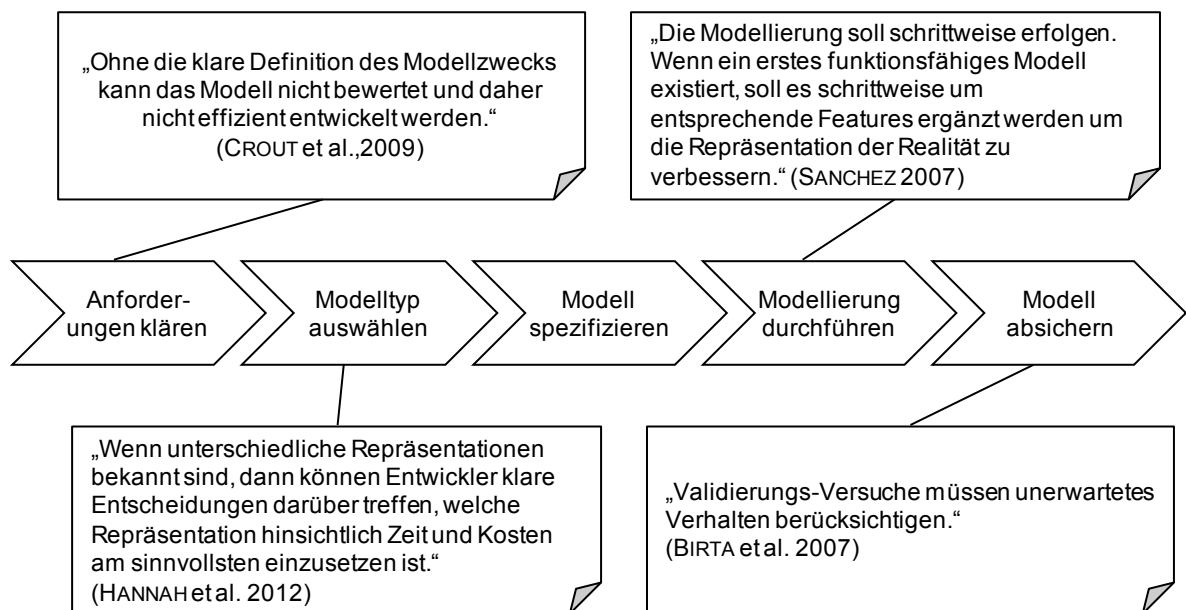 „Ohne die klare Definition des Modellzwecks
kann das Modell nicht bewertet und daher
nicht effizient entwickelt werden.“
(CROUT et al.,2009)
„Die Modellierung soll schrittweise erfolgen.
Wenn ein erstes funktionsfähiges Modell
existiert, soll es schrittweise um
entsprechende Features ergänzt werden um
die Repräsentation der Realität zu
verbessern.“ (SANCHEZ 2007)
Anforder-
ungen klären
Modelltyp
auswählen
Modell
spezifizieren
Modellierung
durchführen
Modell
absichern
„Wenn unterschiedliche Repräsentationen
bekannt sind, dann können Entwickler klare
Entscheidungen darüber treffen, welche
Repräsentation hinsichtlich Zeit und Kosten
am sinnvollsten einzusetzen ist.“
(HANNAH et al. 2012)
„Validierungs-Versuche müssen unerwartetes
Verhalten berücksichtigen.“
(BIRTA et al. 2007)